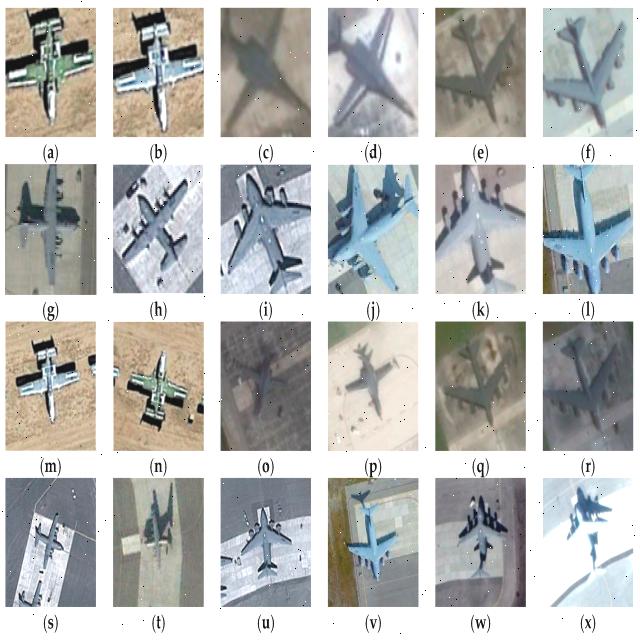 (a) (b) (c) (d) (e) (f)
(g) (h) (i) (j) (k) (l)
(m) (n) (o) (p) (q) (r)
(s) (t) (u) (v) (w) (x)